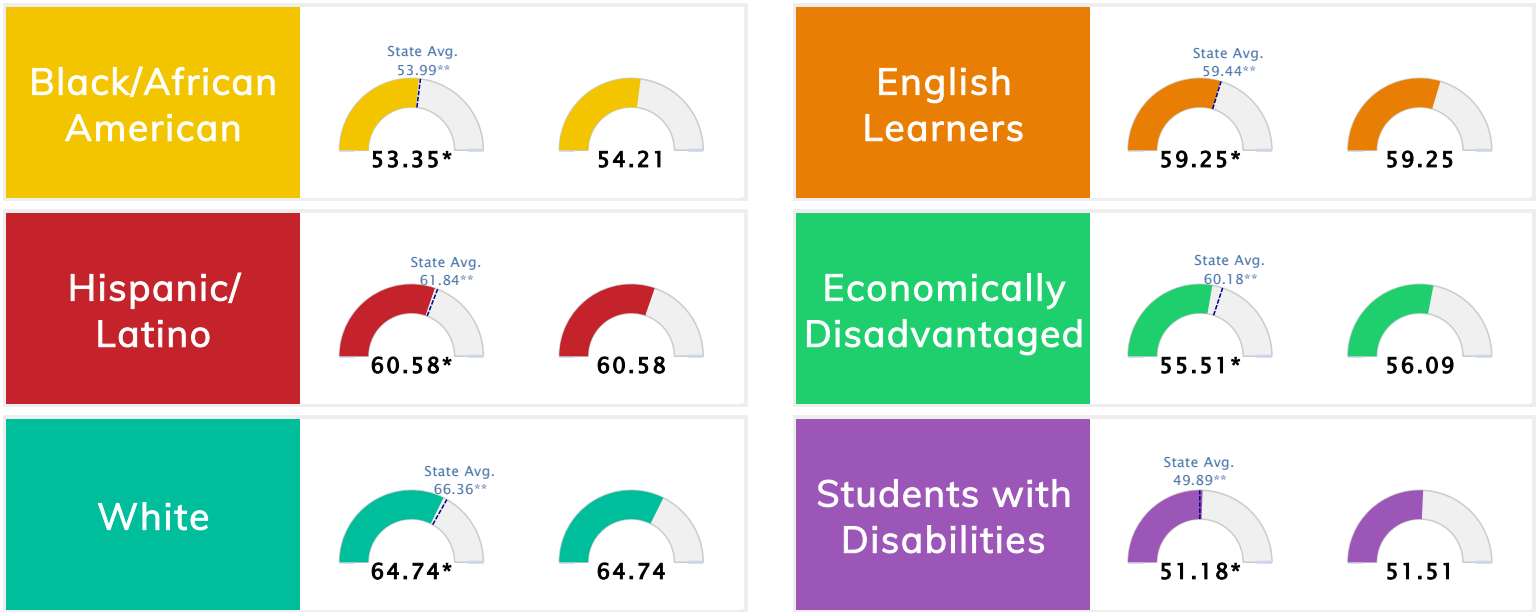 Black/African
American
State Avg.
53.99**
53.35*
54.21
English
Learners
State Avg.
59.44**
59.25*
59.25
Hispanic/
Latino
State Avg.
61.84**
60.58*
60.58
Economically
Disadvantaged
State Avg.
60.18**
55.51*
56.09
White
State Avg.
66.36**
64.74*
64.74
Students with
Disabilities
State Avg.
49.89**
51.18*
51.51